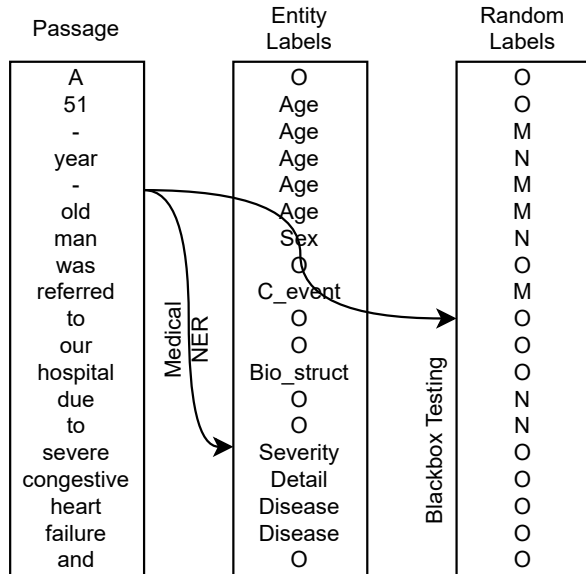 Passage
Entity
Labels
Random
Labels
A O O
51 Age O
- Age M
year Age N
- Age M
old Age M
man Sex N
was O O
referred C_event M
to O O
our O O
hospital Bio_struct O
due O N
to O N
severe Severity O
congestive Detail O
heart Disease O
failure Disease O
and O O
Medical
NER
Blackbox Testing